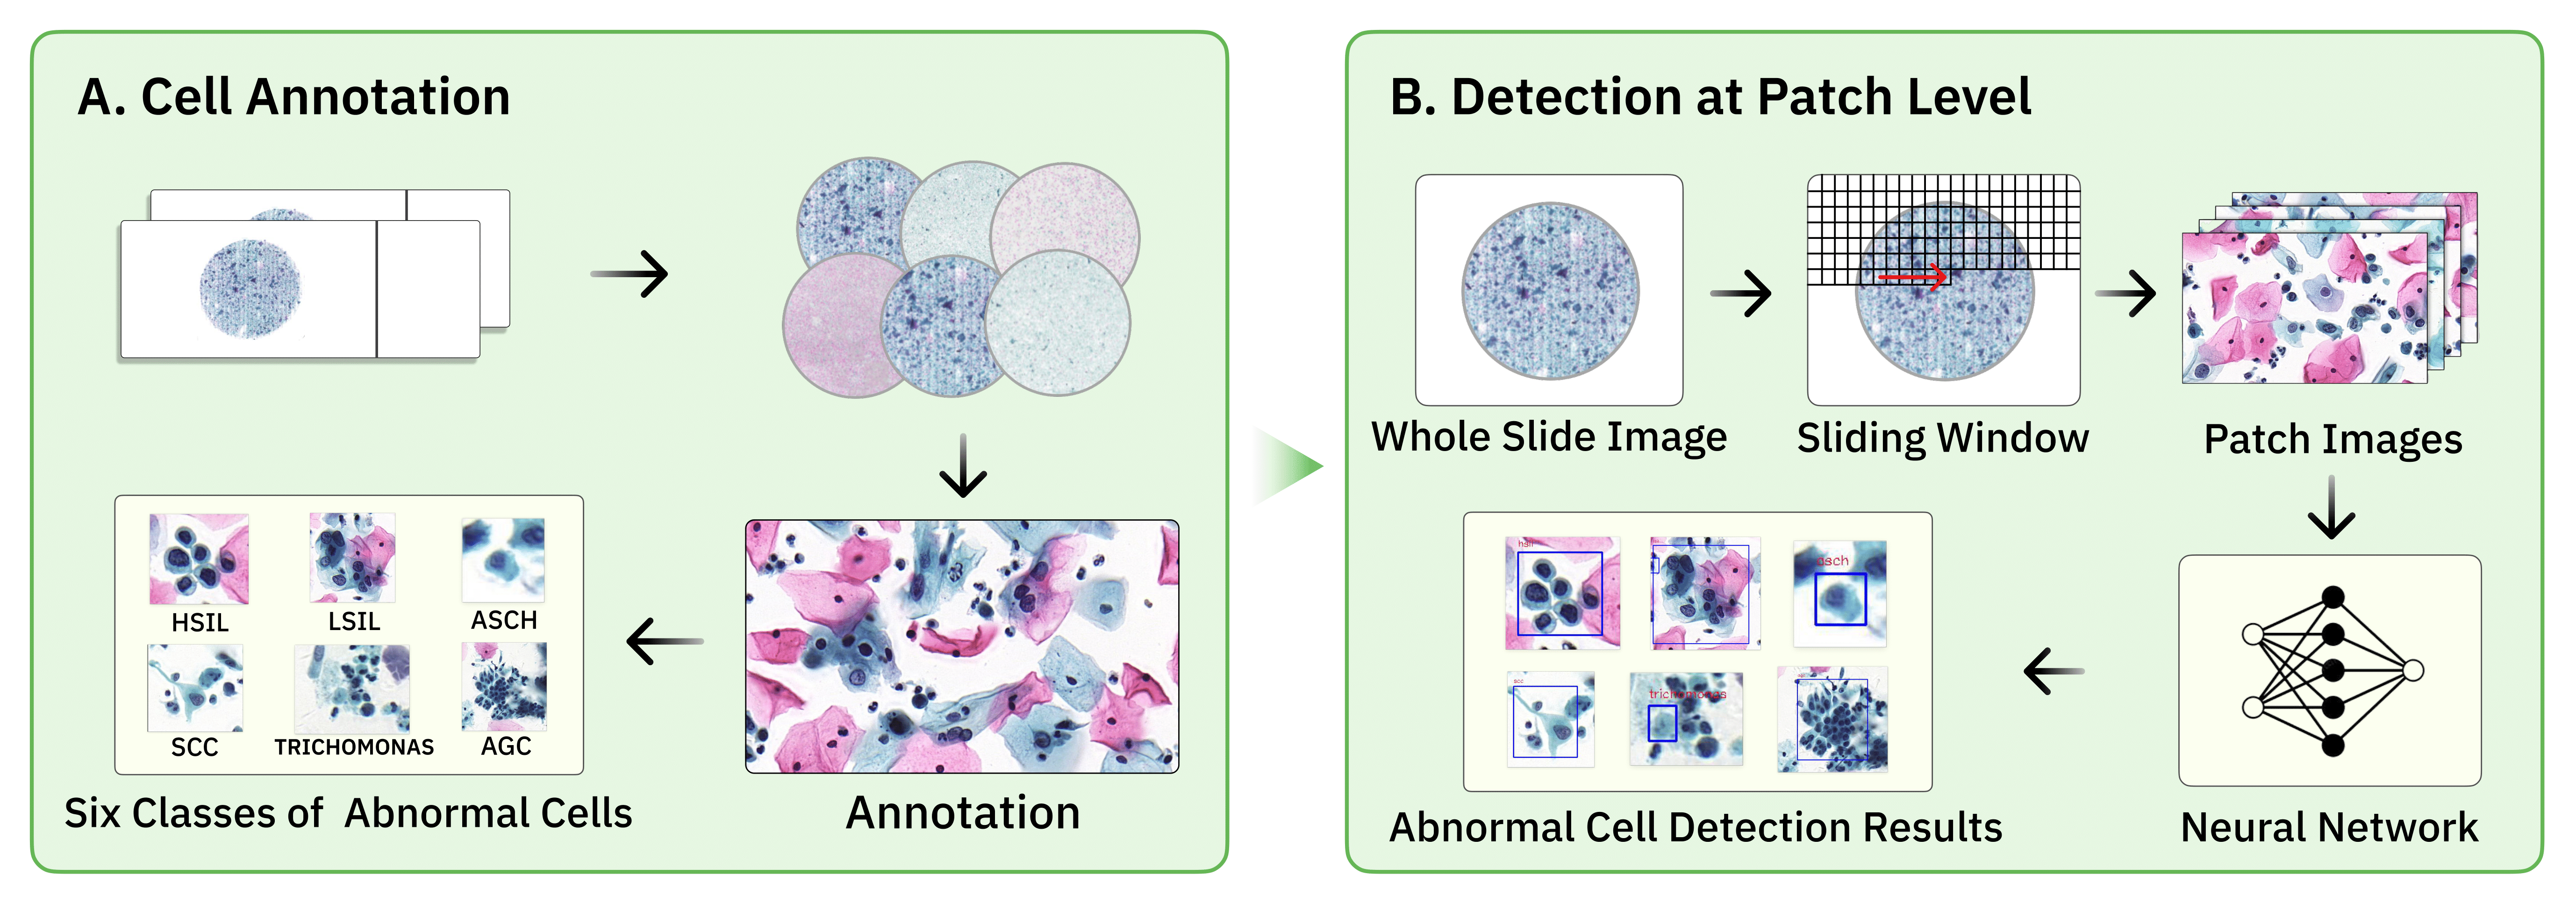 A. Cell Annotation
HSIL
LSIL
ASCH
SCC
TRICHOMONAS
AGC
Six Classes of Abnormal Cells
Annotation
B. Detection at Patch Level
Whole Slide Image
Sliding Window
Patch Images
hsil
asch
scc
trichomonas
Abnormal Cell Detection Results
Neural Network